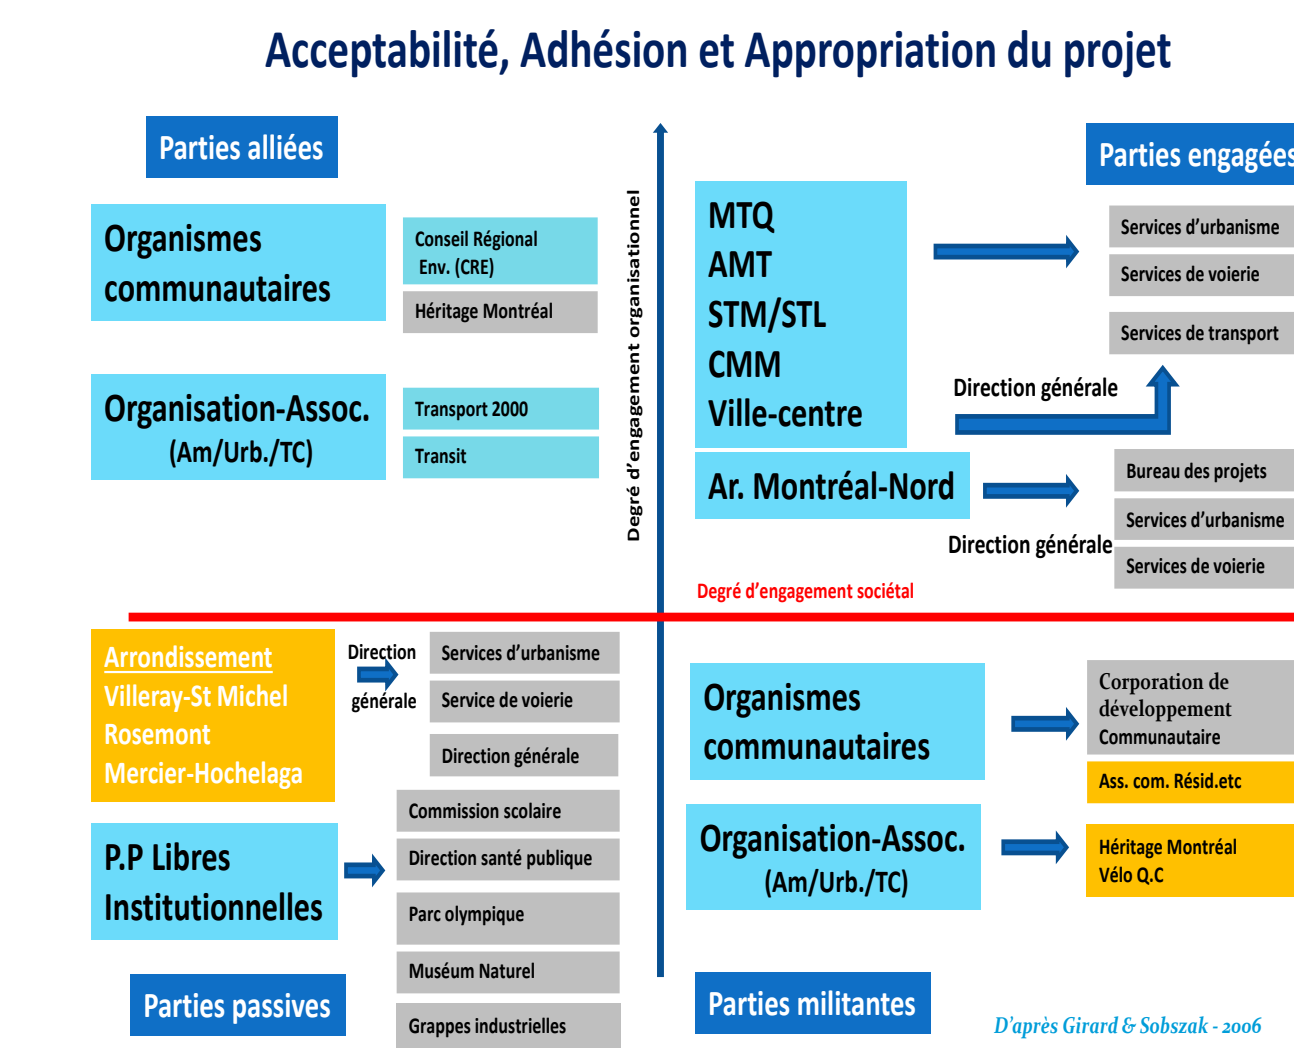 Acceptabilité, Adhésion et Appropriation du projet
Parties alliées
Organismes
communautaires
Conseil Régional
Env. (CRE)
Héritage Montréal
Organisation-Assoc.
(Am/Urb./TC)
Transport 2000
Transit
Degré d’engagement organisationnel
Parties engagées
MTQ
AMT
STM/STL
CMM
Ville-centre
Services d’urbanisme
Services de voierie
Services de transport
Direction générale
Ar. Montréal-Nord
Direction générale
Bureau des projets
Services d’urbanisme
Services de voierie
Degré d’engagement sociétal
Arrondissement
Villeray-St Michel
Rosemont
Mercier-Hochelaga
Direction
générale
Services d’urbanisme
Service de voierie
Direction générale
P.P Libres
Institutionnelles
Commission scolaire
Direction santé publique
Parc olympique
Muséum Naturel
Grappes industrielles
Parties passives
Organismes
communautaires
Corporation de
développement
Communautaire
Ass. com. Résid.etc
Organisation-Assoc.
(Am/Urb./TC)
Héritage Montréal
Vélo Q.C
Parties militantes
D’après Girard & Sobszak - 2006